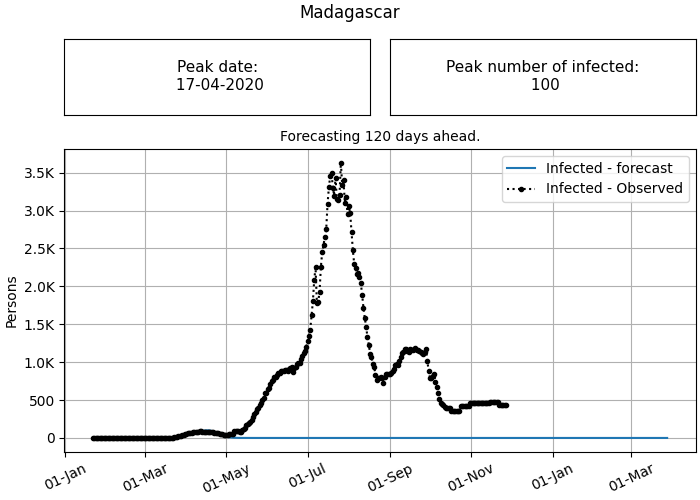 Madagascar
Peak date:
17-04-2020
Peak number of infected:
100
Forecasting 120 days ahead.
Infected - forecast
Infected - Observed
Persons
3.5K
3.0K
2.5K
2.0K
1.5K
1.0K
500
0
01-Jan
01-Mar
01-May
01-Jul
01-Sep
01-Nov
01-Jan
01-Mar